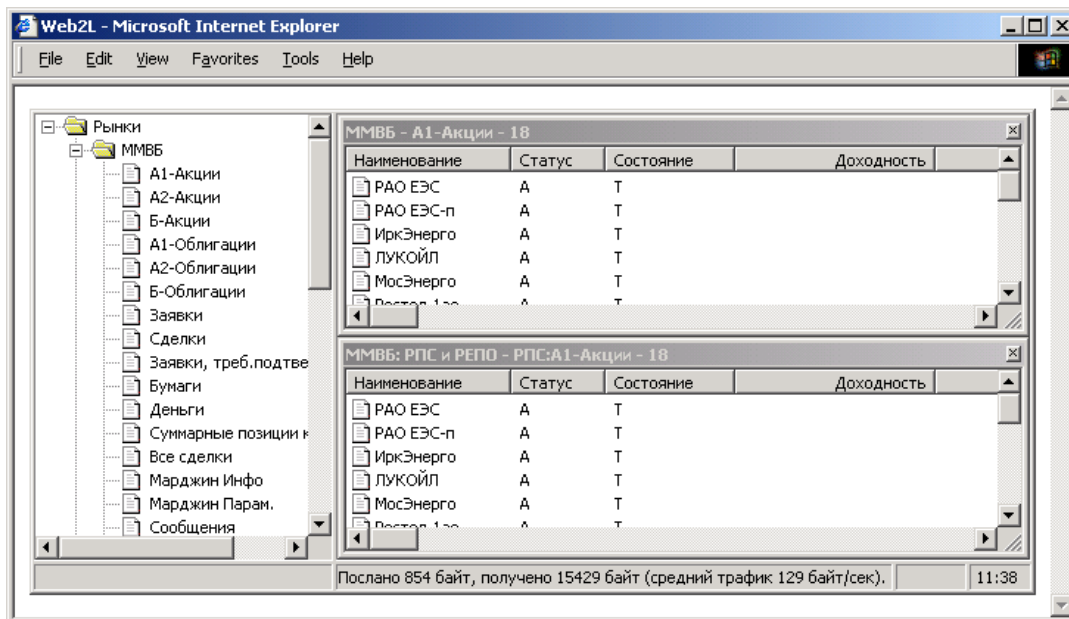 Web2L - Microsoft Internet Explorer
File Edit View Favorites Tools Help
Рынки
ММВБ
А1-Акции
А2-Акции
Б-Акции
А1-Облигации
А2-Облигации
Б-Облигации
Заявки
Сделки
Заявки, треб.подтве
Бумаги
Деньги
Суммарные позиции к
Все сделки
Марджин Инфо
Марджин Парам.
Сообщения
ММВБ - А1-Акции - 18
Наименование Статус Состояние Доходность
РАО ЕЭС А Т
РАО ЕЭС-п А Т
ИркЭнерго А Т
ЛУКОЙЛ А Т
МосЭнерго А Т
ММВБ: РПС и РЕПО - РПС:А1-Акции - 18
Наименование Статус Состояние Доходность
РАО ЕЭС А Т
РАО ЕЭС-п А Т
ИркЭнерго А Т
ЛУКОЙЛ А Т
МосЭнерго А Т
Послано 854 байт, получено 15429 байт (средний трафик 129 байт/сек). 11:38